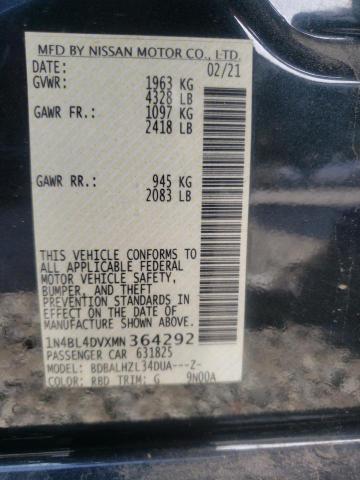 MFD BY NISSAN MOTOR CO., LTD.
DATE: 02/21
GVWR: 1963 KG
4328 LB
GAWR FR.: 1097 KG
2418 LB
GAWR RR.: 945 KG
2083 LB
THIS VEHICLE CONFORMS TO
ALL APPLICABLE FEDERAL
MOTOR VEHICLE SAFETY,
BUMPER, AND THEFT
PREVENTION STANDARDS IN
EFFECT ON THE DATE OF
MANUFACTURE SHOWN ABOVE.
1N4BL4DVXMN364292
PASSENGER CAR 631825
MODEL: BDBALHZL34DUA---Z-
COLOR: RBD TRIM: G 9N00A